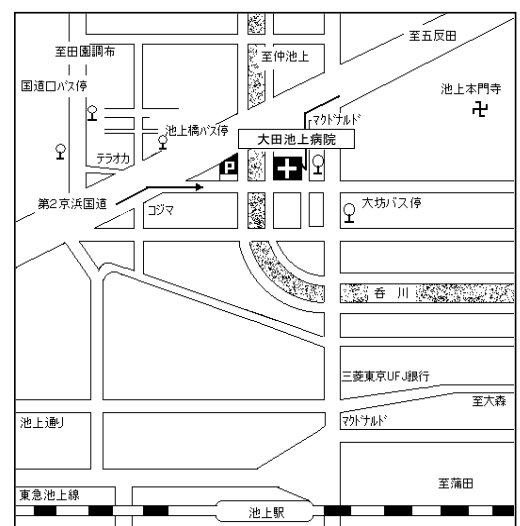 至五反田
至田園調布
至仲池上
国道口バス停
池上本門寺
マクドナルド
池上橋バス停
大田池上病院
テラオカ
P
第2京浜国道
コジマ
大坊バス停
呑 川
三菱東京UFJ銀行
至大森
池上通り
マクドナルド
至蒲田
東急池上線
池上駅